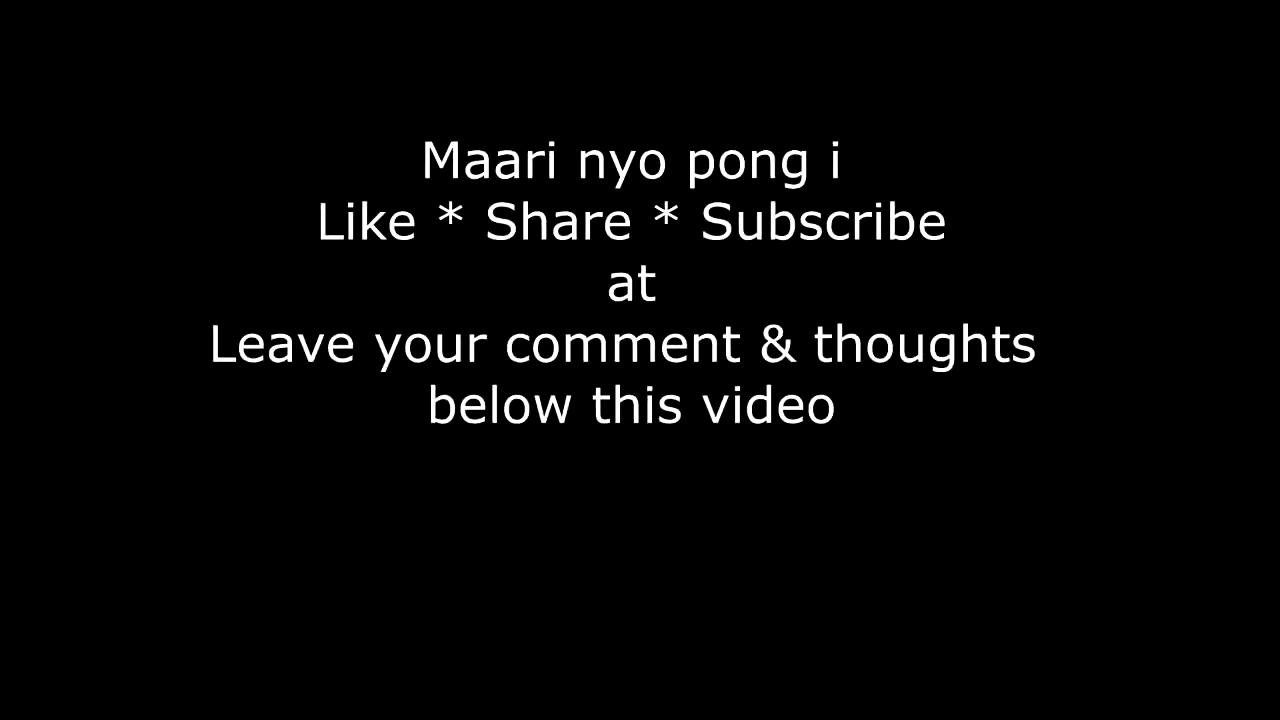 Maari nyo pong i
Like * Share * Subscribe
at
Leave your comment & thoughts
below this video